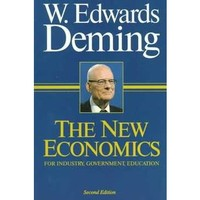 W. Edwards
Deming
THE NEW
ECONOMICS
FOR INDUSTRY, GOVERNMENT, EDUCATION
Second Edition